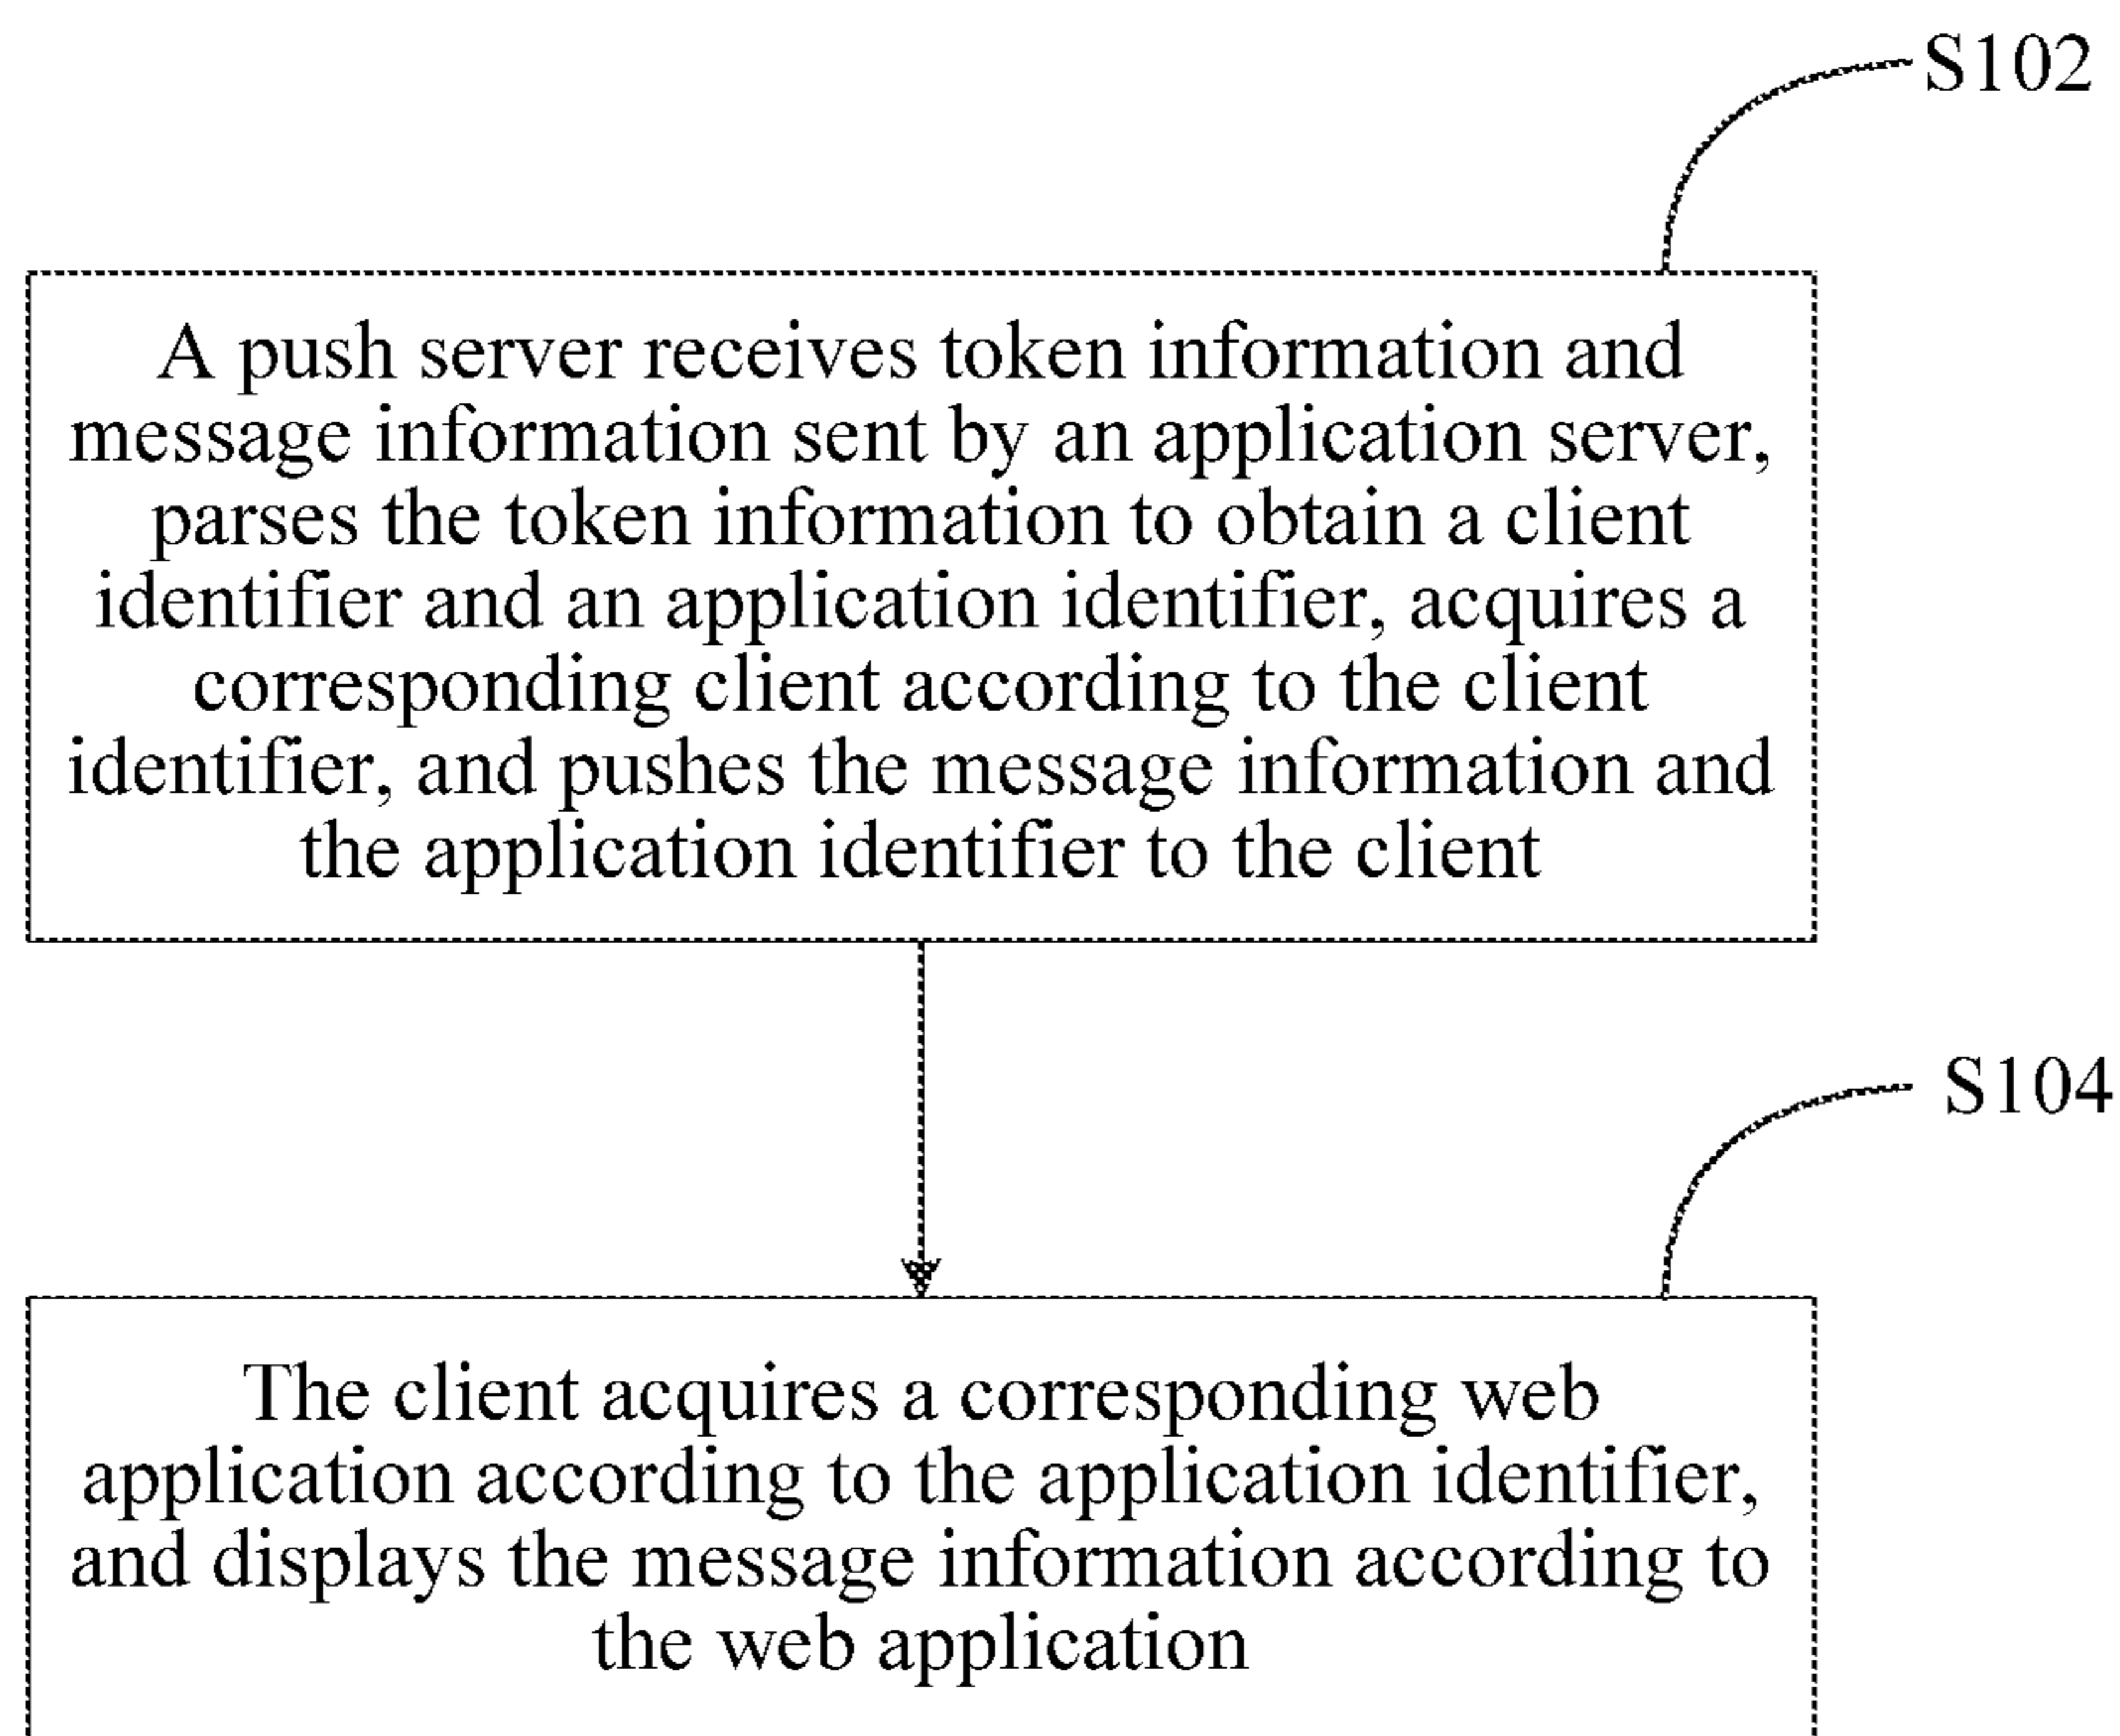 S102
A push server receives token information and
message information sent by an application server,
parses the token information to obtain a client
identifier and an application identifier, acquires a
corresponding client according to the client
identifier, and pushes the message information and
the application identifier to the client
S104
The client acquires a corresponding web
application according to the application identifier,
and displays the message information according to
the web application